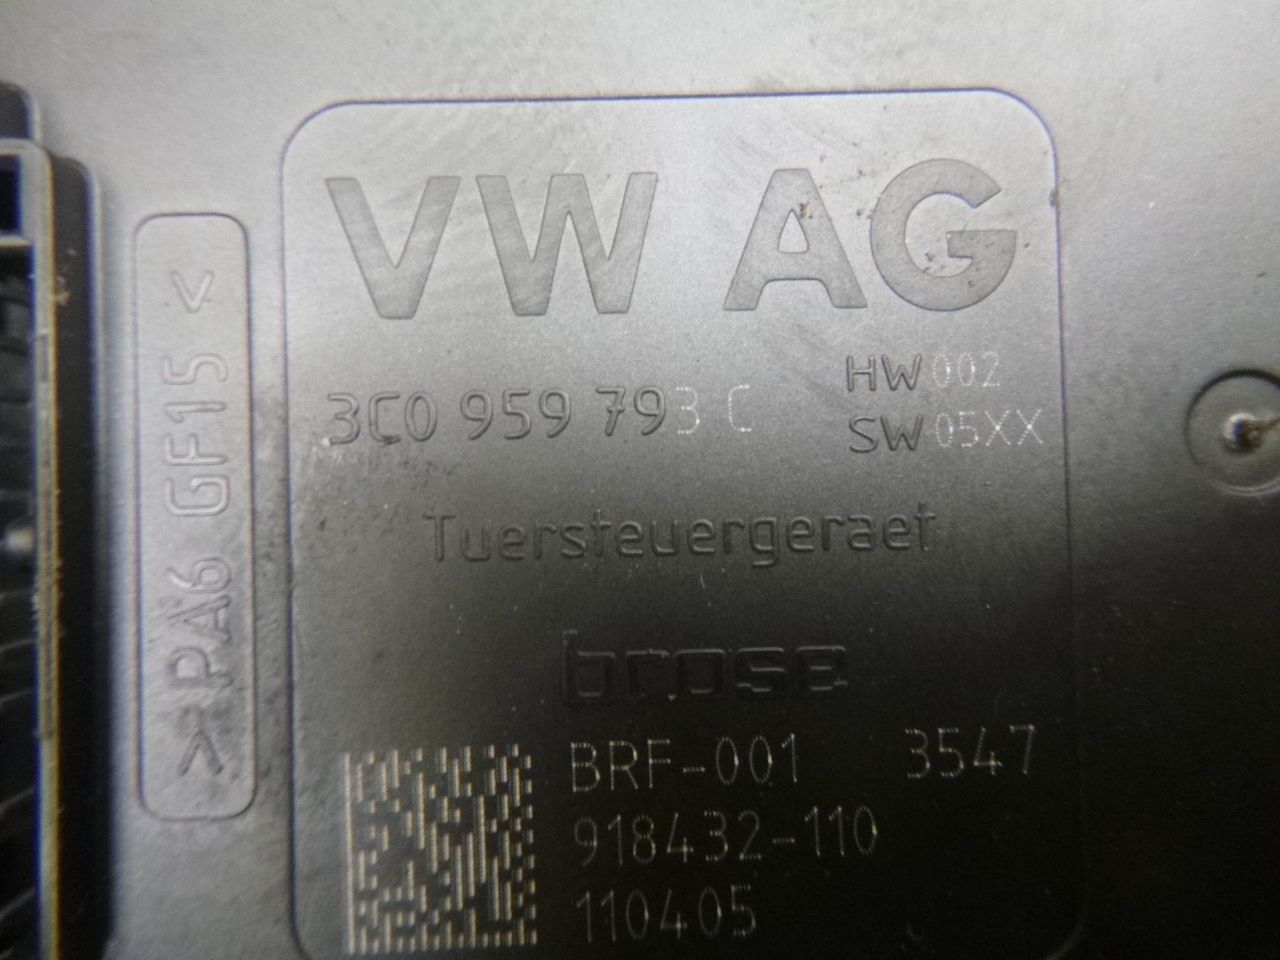 VW AG
3C0 959 793 C
HW 002
SW 05XX
Tuersteuergeraet
brose
BRF-001 3547
918432-110
110405
>PA6 GF15<